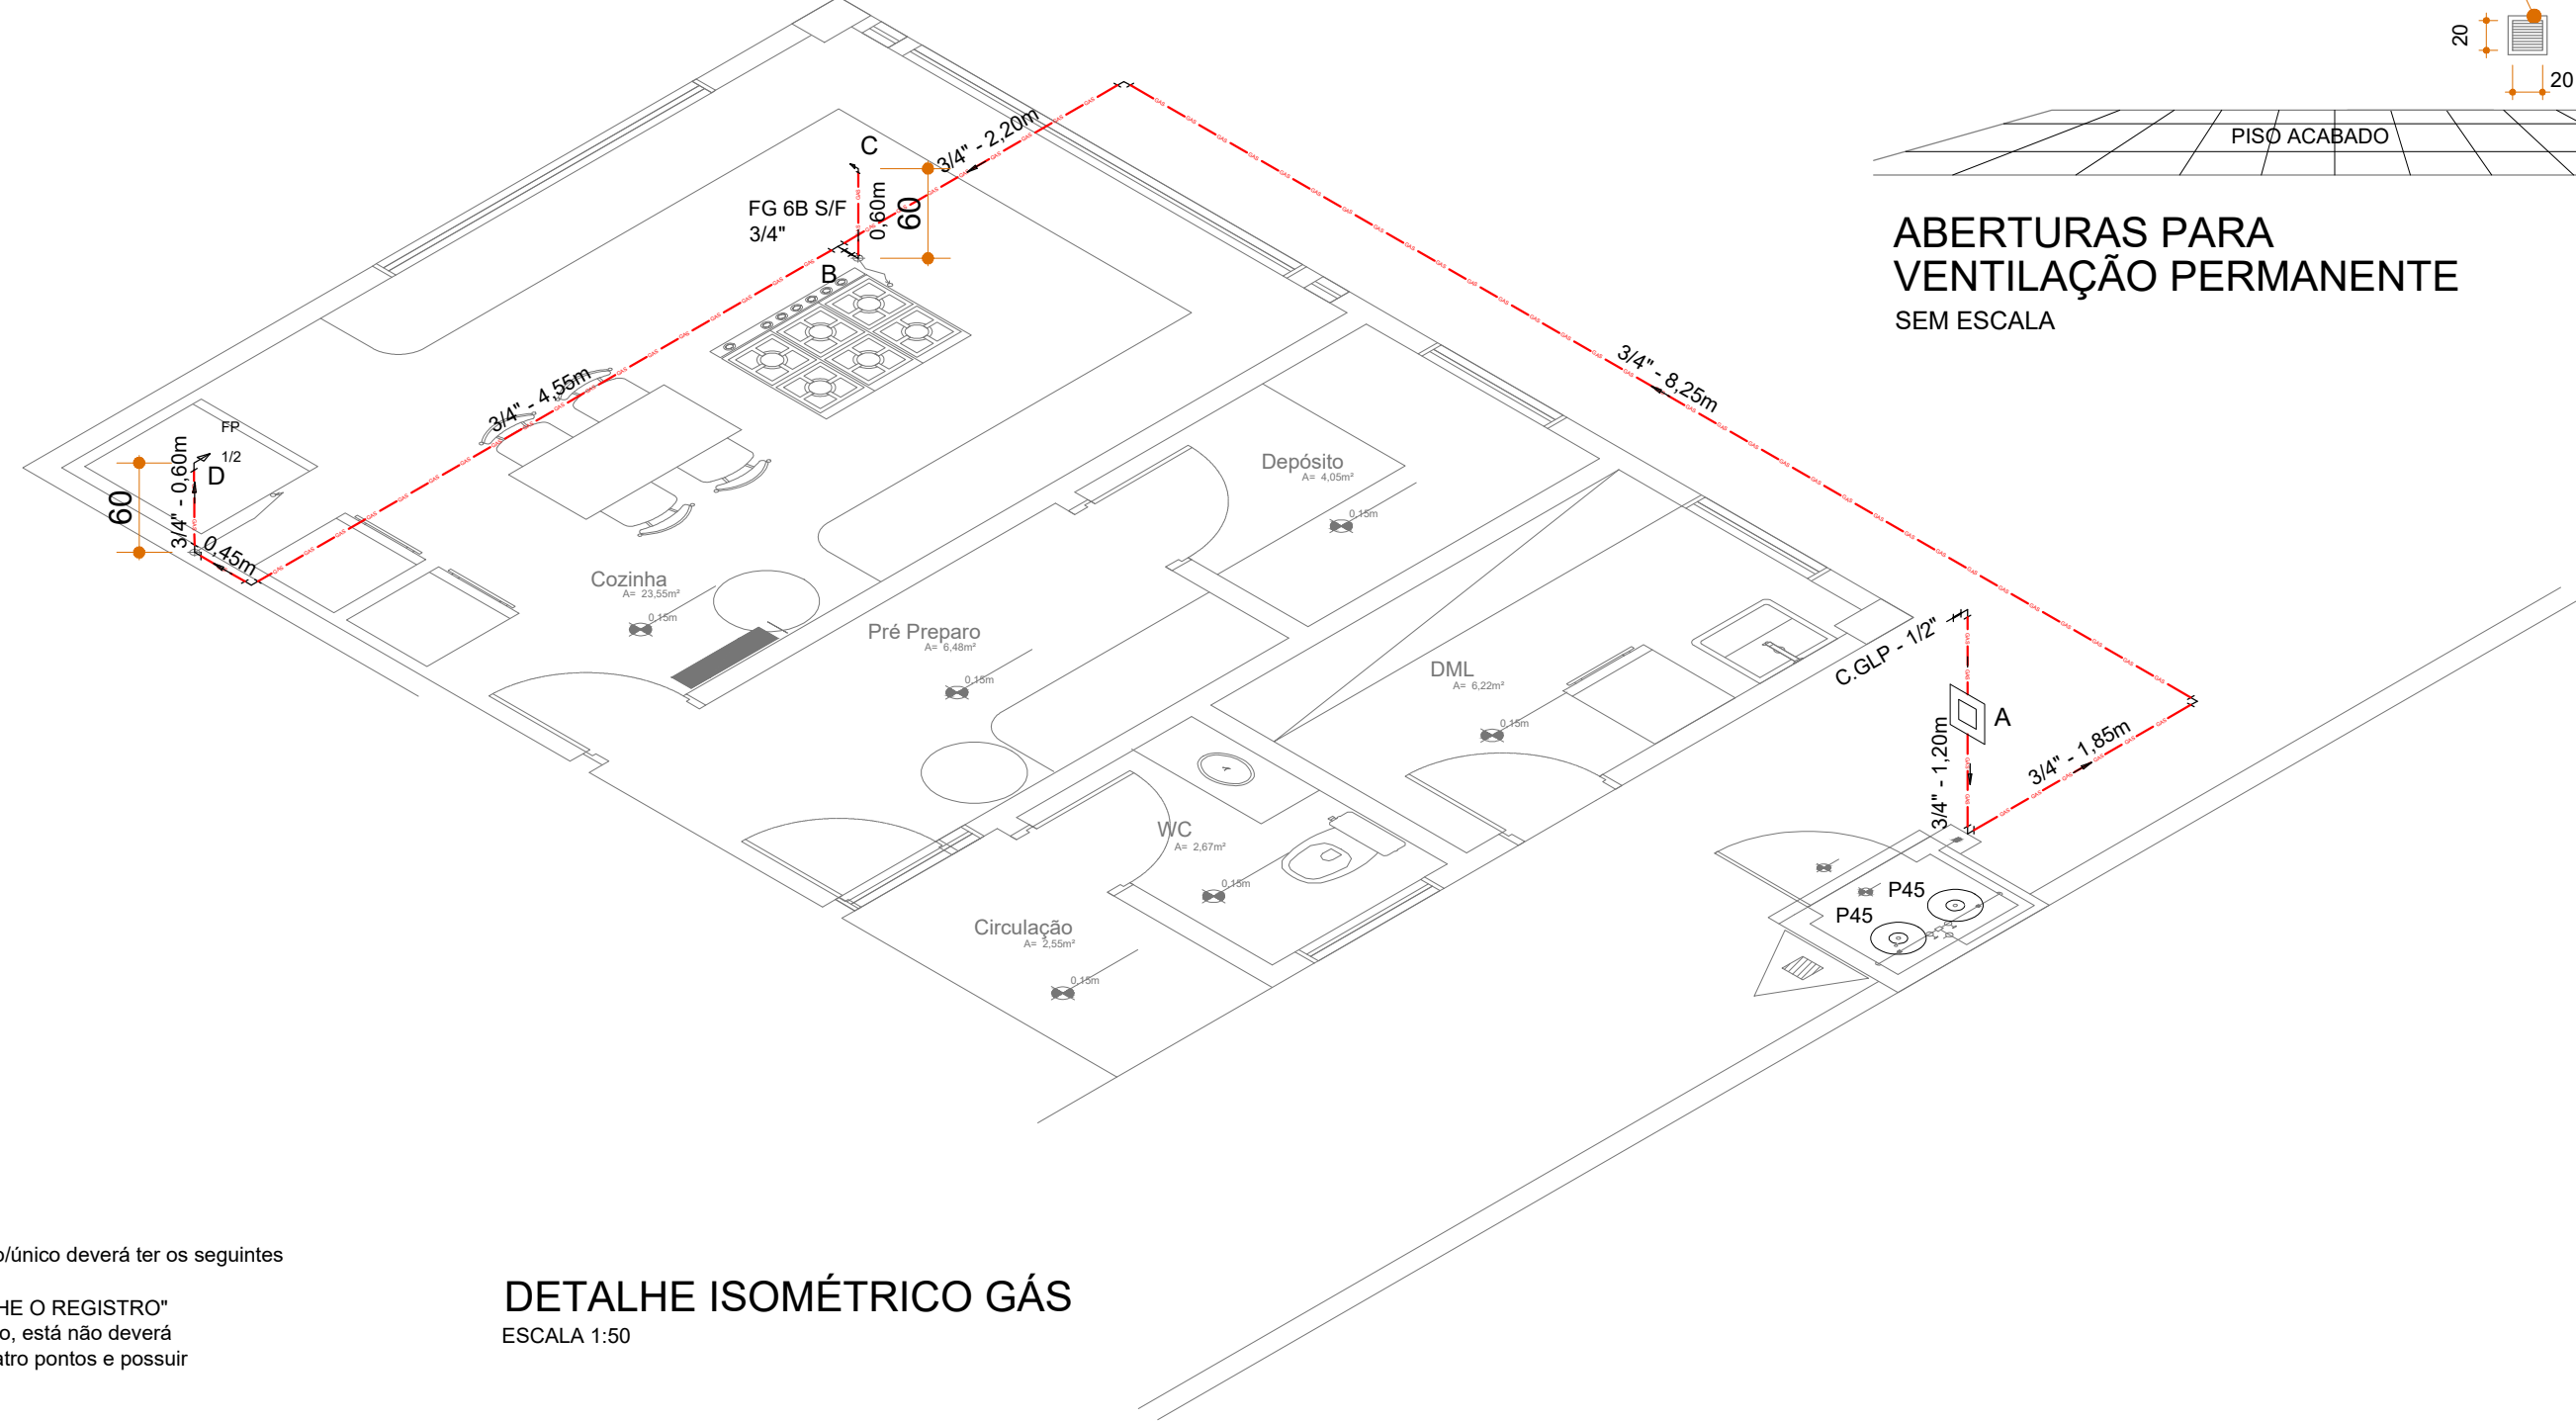 20
20
PISO ACABADO
ABERTURAS PARA
VENTILAÇÃO PERMANENTE
SEM ESCALA
3/4" - 2,20m
C
FG 6B S/F
3/4"
0,60m
60
B
3/4" - 8,25m
3/4" - 4,55m
FP
1/2
D
3/4" - 0,60m
60
0,45m
Depósito
A= 4,05m²
0,15m
Cozinha
A= 23,55m²
0,15m
Pré Preparo
A= 6,48m²
0,15m
DML
A= 6,22m²
0,15m
C.GLP - 1/2"
A
3/4" - 1,20m
3/4" - 1,85m
WC
A= 2,67m²
0,15m
P45
P45
Circulação
A= 2,55m²
0,15m
o/único deverá ter os seguintes
HE O REGISTRO"
o, está não deverá
atro pontos e possuir
DETALHE ISOMÉTRICO GÁS
ESCALA 1:50